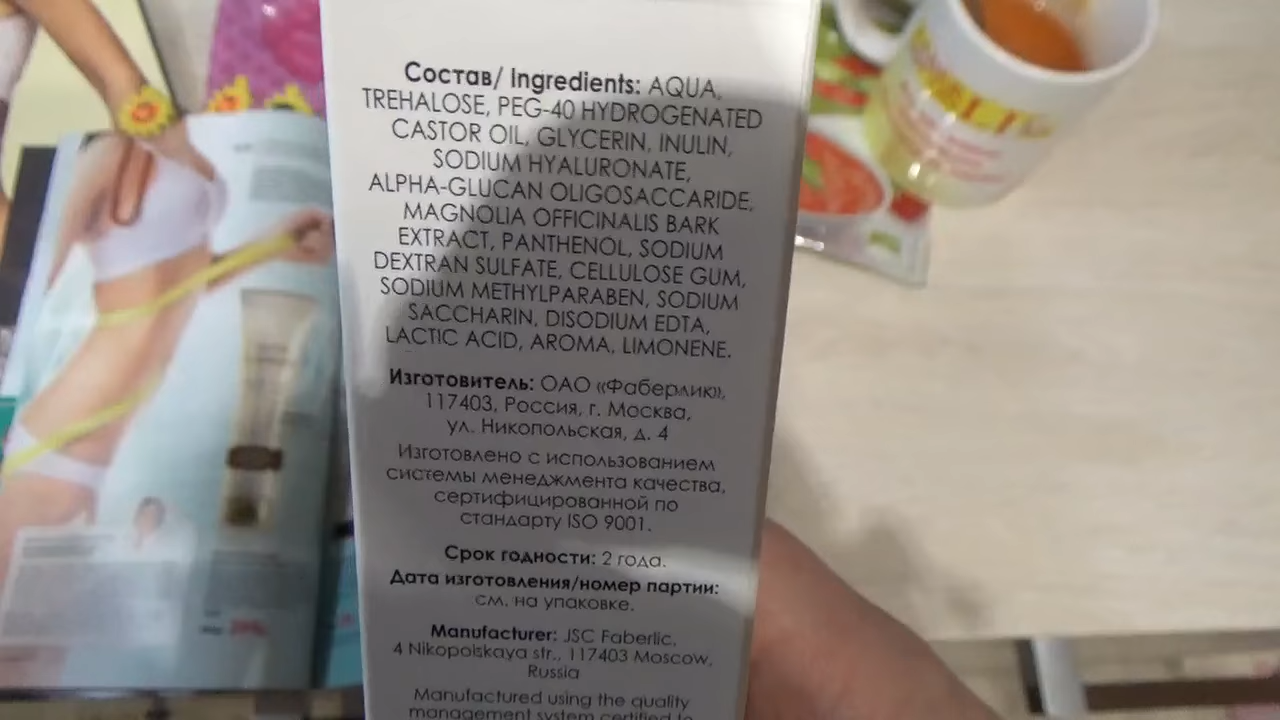 Состав/ Ingredients: AQUA,
TREHALOSE, PEG-40 HYDROGENATED
CASTOR OIL, GLYCERIN, INULIN,
SODIUM HYALURONATE,
ALPHA-GLUCAN OLIGOSACCARIDE,
MAGNOLIA OFFICINALIS BARK
EXTRACT, PANTHENOL, SODIUM
DEXTRAN SULFATE, CELLULOSE GUM,
SODIUM METHYLPARABEN, SODIUM
SACCHARIN, DISODIUM EDTA,
LACTIC ACID, AROMA, LIMONENE.
Изготовитель: ОАО «Фаберлик»,
117403, Россия, г. Москва,
ул. Никопольская, д. 4
Изготовлено с использованием
системы менеджмента качества,
сертифицированной по
стандарту ISO 9001.
Срок годности: 2 года.
Дата изготовления/номер партии:
см. на упаковке.
Manufacturer: JSC Faberlic,
4 Nikopolskaya str., 117403 Moscow,
Russia
Manufactured using the quality
management system certified to